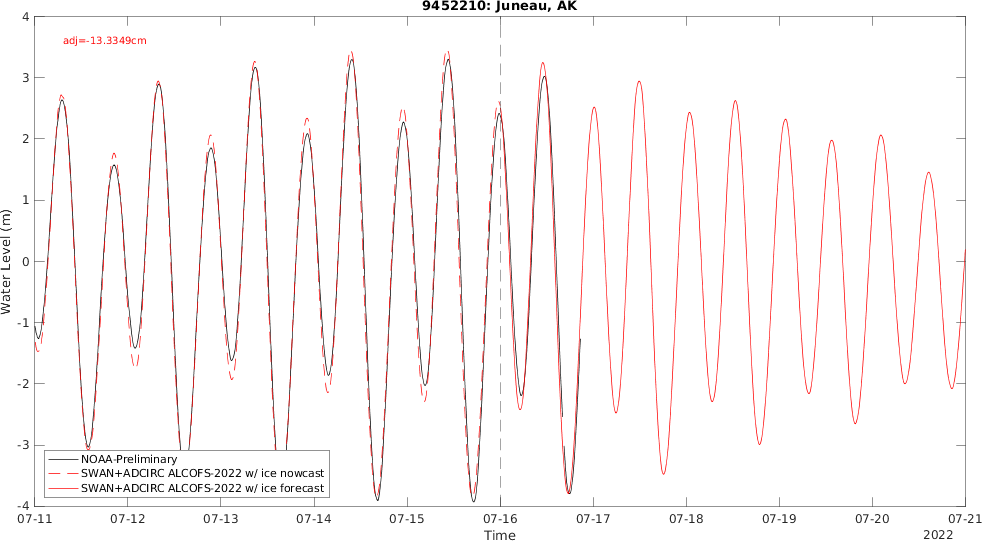 9452210: Juneau, AK
adj=-13.3349cm
4
3
2
1
0
-1
-2
-3
-4
Water Level (m)
NOAA-Preliminary
SWAN+ADCIRC ALCOFS-2022 w/ ice nowcast
SWAN+ADCIRC ALCOFS-2022 w/ ice forecast
07-11 07-12 07-13 07-14 07-15 07-16 07-17 07-18 07-19 07-20 07-21
Time
2022